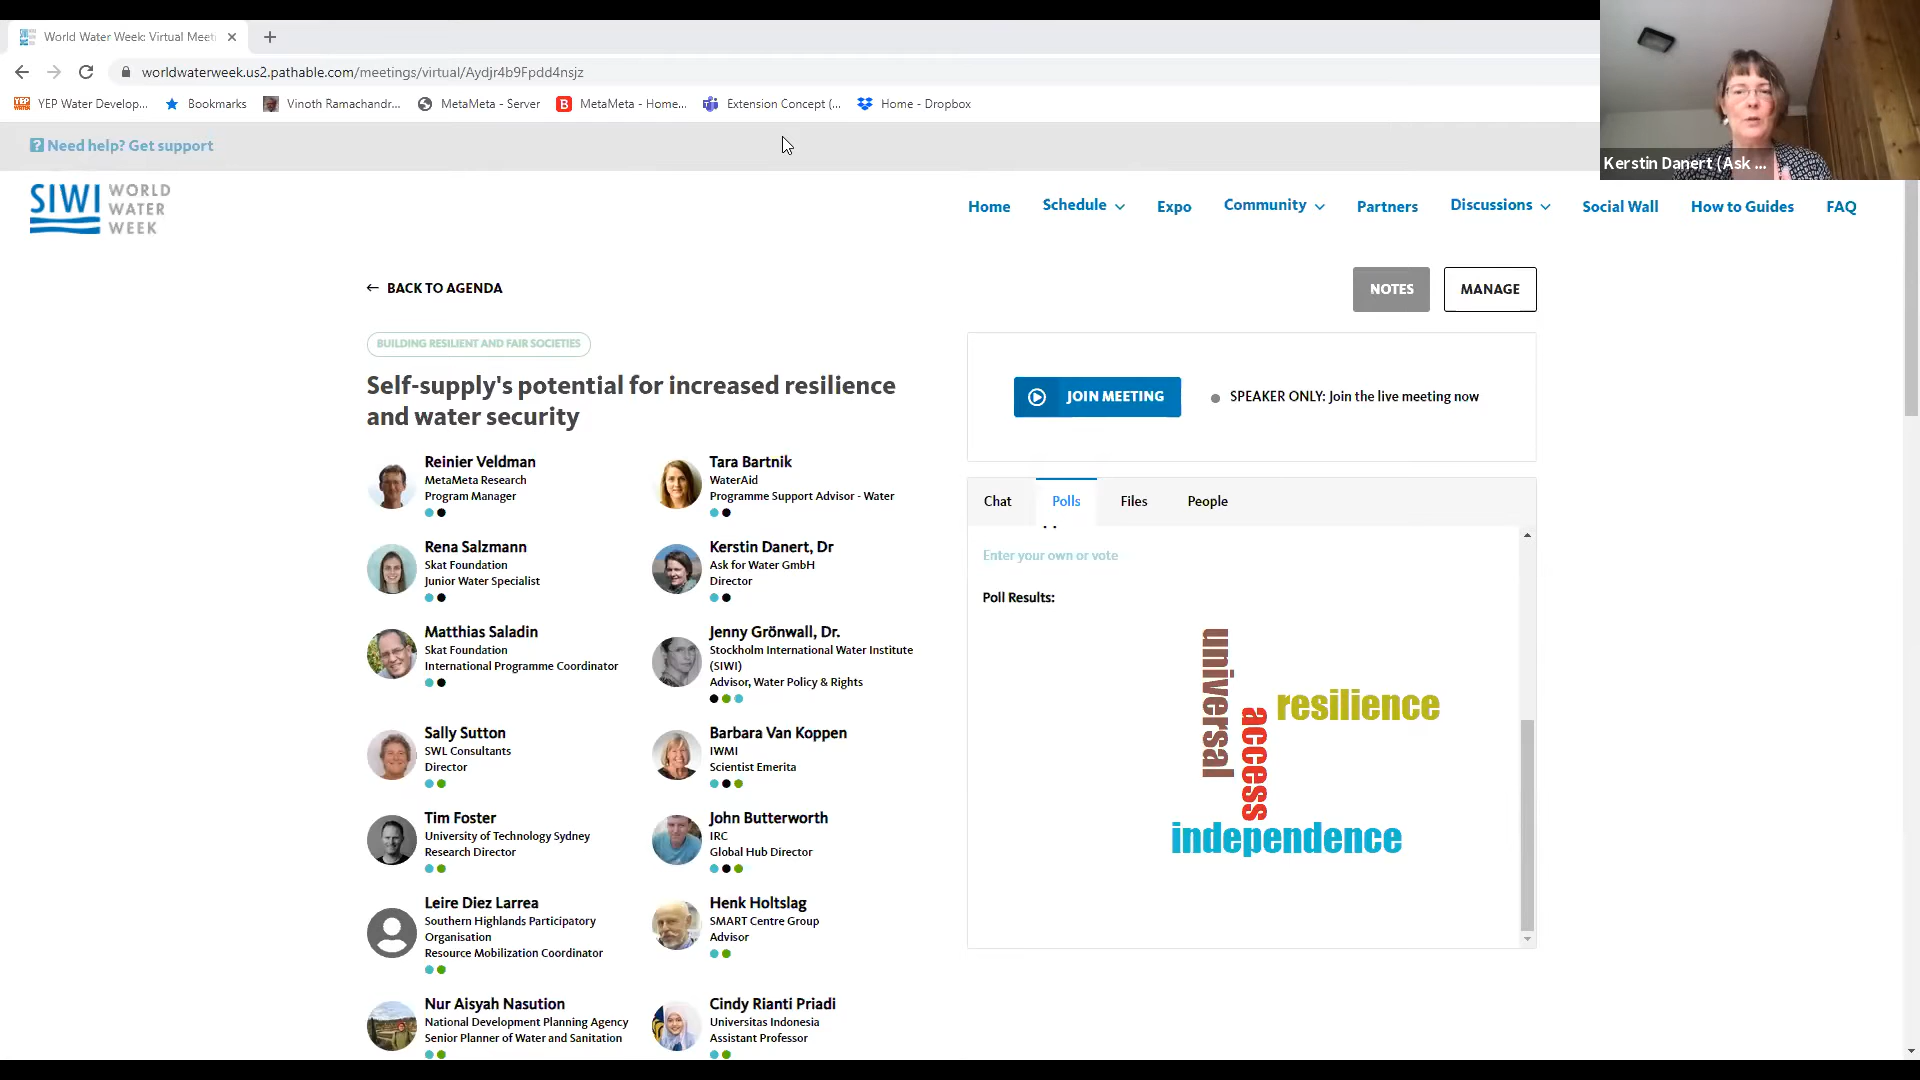 World Water Week: Virtual Meet
worldwaterweek.us2.pathable.com/meetings/virtual/Aydjr4b9Fpdd4nsjz
YEP Water Develop... Bookmarks Vinoth Ramachandr... MetaMeta - Server MetaMeta - Home... Extension Concept (... Home - Dropbox
Kerstin Danert (Ask ...
Need help? Get support
SIWI WORLD
WATER
WEEK
Home Schedule Expo Community Partners Discussions Social Wall How to Guides FAQ
BACK TO AGENDA
NOTES MANAGE
BUILDING RESILIENT AND FAIR SOCIETIES
Self-supply's potential for increased resilience
and water security
Reinier Veldman
MetaMeta Research
Program Manager
Tara Bartnik
WaterAid
Programme Support Advisor - Water
Rena Salzmann
Skat Foundation
Junior Water Specialist
Kerstin Danert, Dr
Ask for Water GmbH
Director
Matthias Saladin
Skat Foundation
International Programme Coordinator
Jenny Grönwall, Dr.
Stockholm International Water Institute
(SIWI)
Advisor, Water Policy & Rights
Sally Sutton
SWL Consultants
Director
Barbara Van Koppen
IWMI
Scientist Emerita
Tim Foster
University of Technology Sydney
Research Director
John Butterworth
IRC
Global Hub Director
Leire Diez Larrea
Southern Highlands Participatory
Organisation
Resource Mobilization Coordinator
Henk Holtslag
SMART Centre Group
Advisor
Nur Aisyah Nasution
National Development Planning Agency
Senior Planner of Water and Sanitation
Cindy Rianti Priadi
Universitas Indonesia
Assistant Professor
JOIN MEETING
SPEAKER ONLY: Join the live meeting now
Chat Polls Files People
Enter your own or vote
Poll Results:
universal
resilience
access
independence